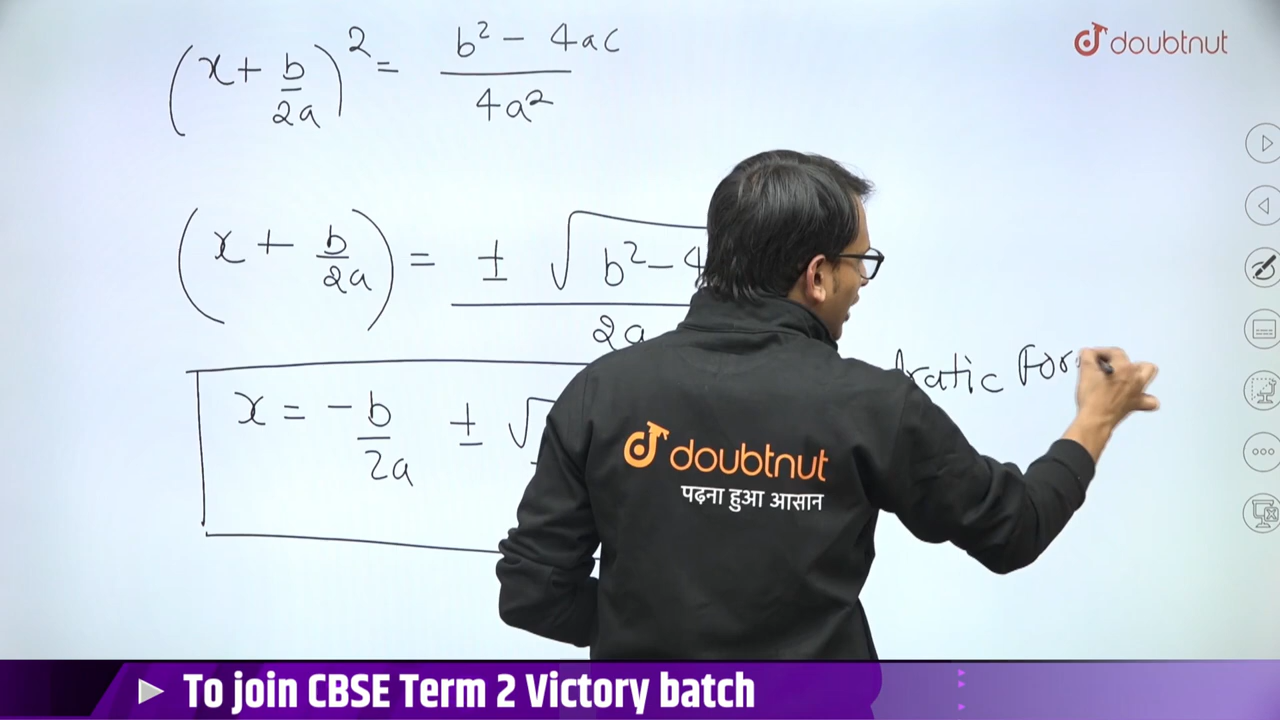 doubtnut
(x + b/2a)² = b² - 4ac / 4a²
(x + b/2a) = ± √ b² - 4 / 2a
x = -b/2a ± √
dratic For
doubtnut
पढ़ना हुआ आसान
To join CBSE Term 2 Victory batch